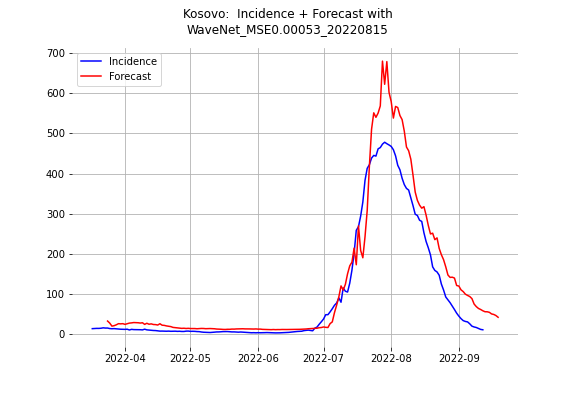 Kosovo:  Incidence + Forecast with
WaveNet_MSE0.00053_20220815
Incidence
Forecast
700
600
500
400
300
200
100
0
2022-04 2022-05 2022-06 2022-07 2022-08 2022-09